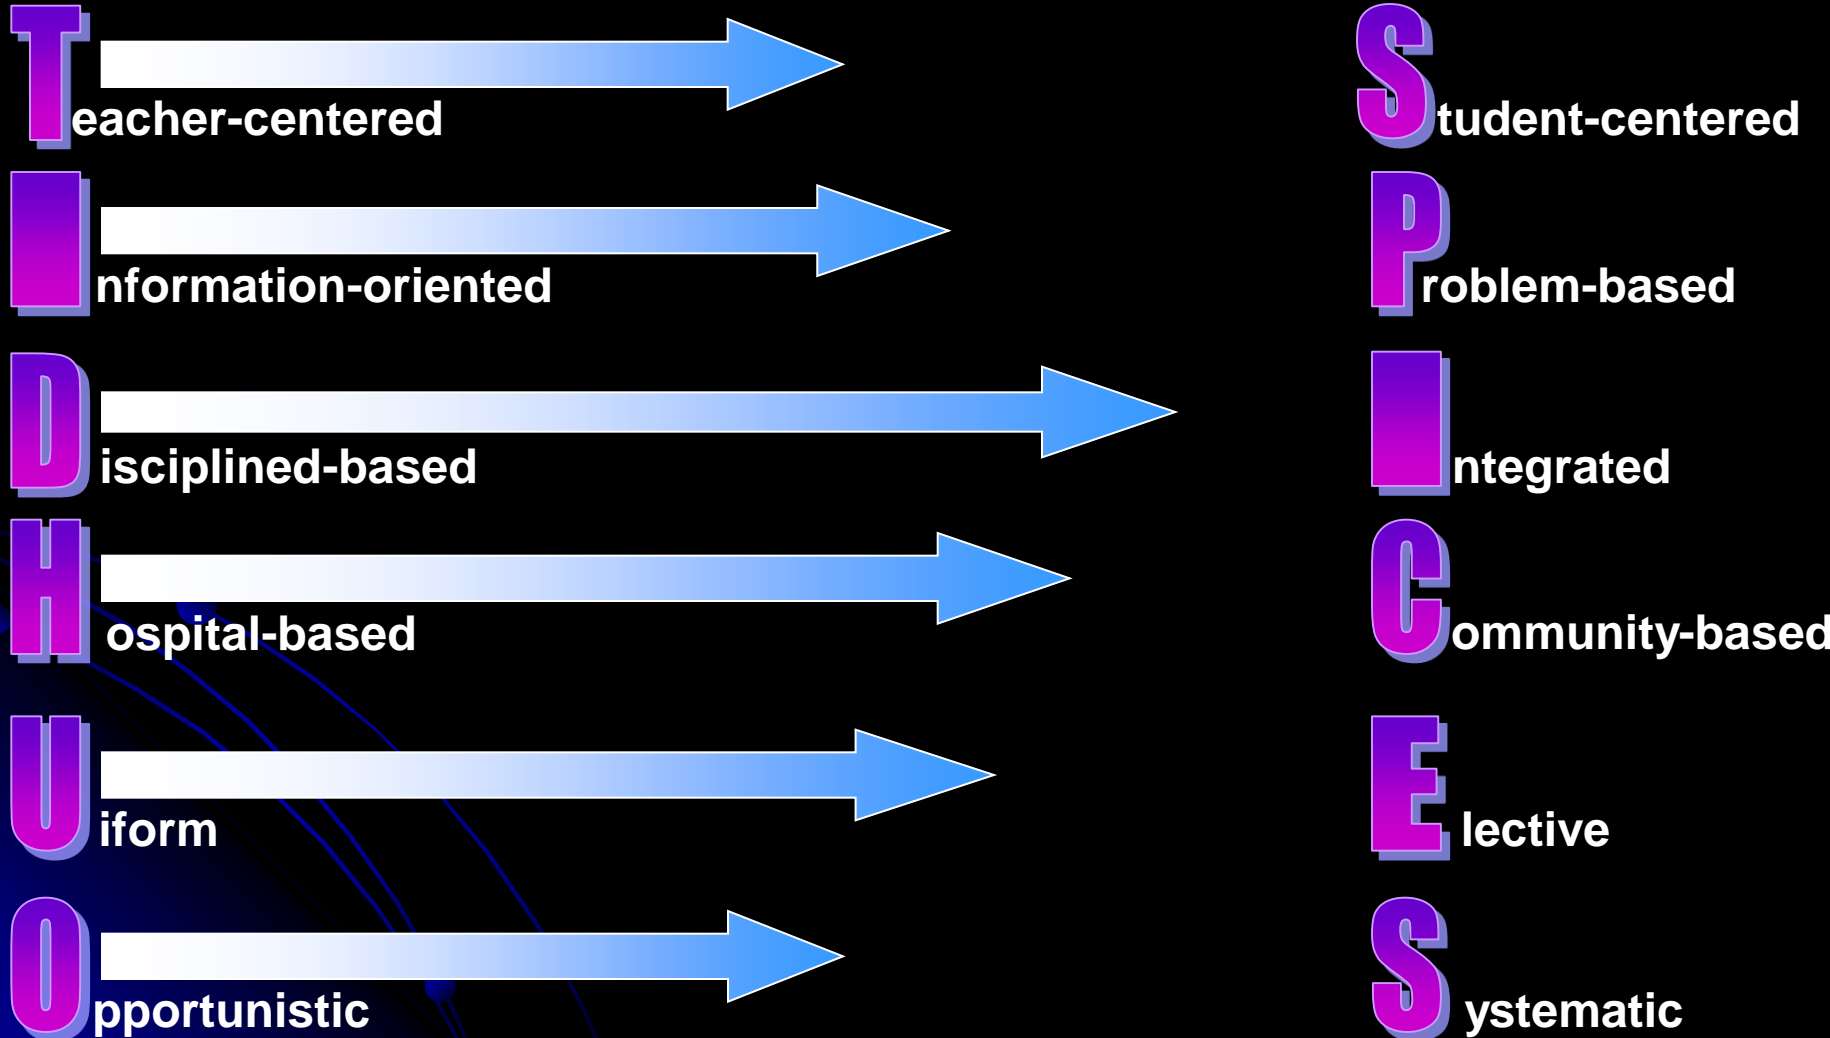 Teacher-centered Student-centered
Information-oriented Problem-based
Disciplined-based Integrated
Hospital-based Community-based
Uiform Elective
Opportunistic Systematic